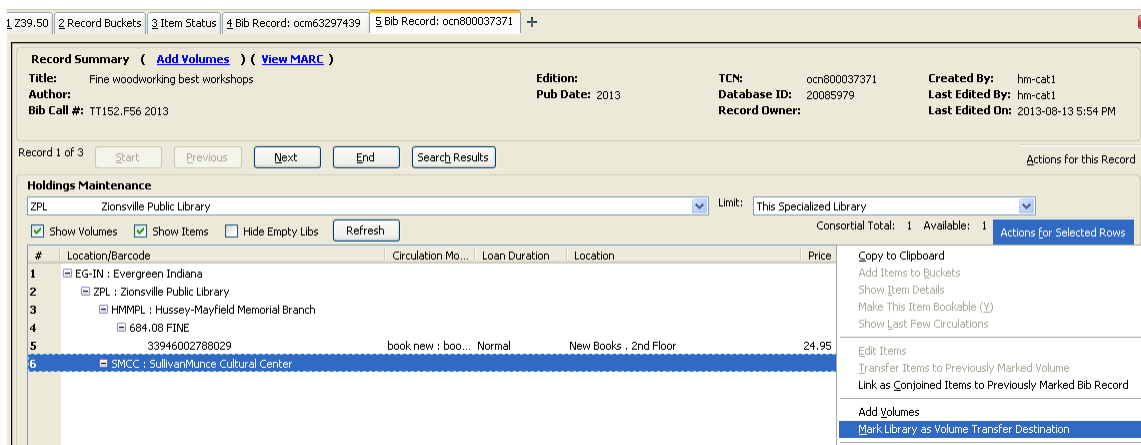 1 Z39.50 2 Record Buckets 3 Item Status 4 Bib Record: ocm63297439 5 Bib Record: ocn800037371
Record Summary ( Add Volumes ) ( View MARC )
Title: Fine woodworking best workshops Edition: TCN: ocn800037371 Created By: hm-cat1
Author: Pub Date: 2013 Database ID: 20085979 Last Edited By: hm-cat1
Bib Call #: TT152.F56 2013 Record Owner: Last Edited On: 2013-08-13 5:54 PM
Record 1 of 3 Start Previous Next End Search Results Actions for this Record
Holdings Maintenance
ZPL Zionsville Public Library Limit: This Specialized Library
Show Volumes Show Items Hide Empty Libs Refresh Consortial Total: 1 Available: 1 Actions for Selected Rows
# Location/Barcode Circulation Mo... Loan Duration Location Price
1 EG-IN : Evergreen Indiana
2 ZPL : Zionsville Public Library
3 HMMPL : Hussey-Mayfield Memorial Branch
4 684.08 FINE
5 33946002788029 book new : boo... Normal New Books . 2nd Floor 24.95
6 SMCC : SullivanMunce Cultural Center
Copy to Clipboard
Add Items to Buckets
Show Item Details
Make This Item Bookable (Y)
Show Last Few Circulations
Edit Items
Transfer Items to Previously Marked Volume
Link as Conjoined Items to Previously Marked Bib Record
Add Volumes
Mark Library as Volume Transfer Destination